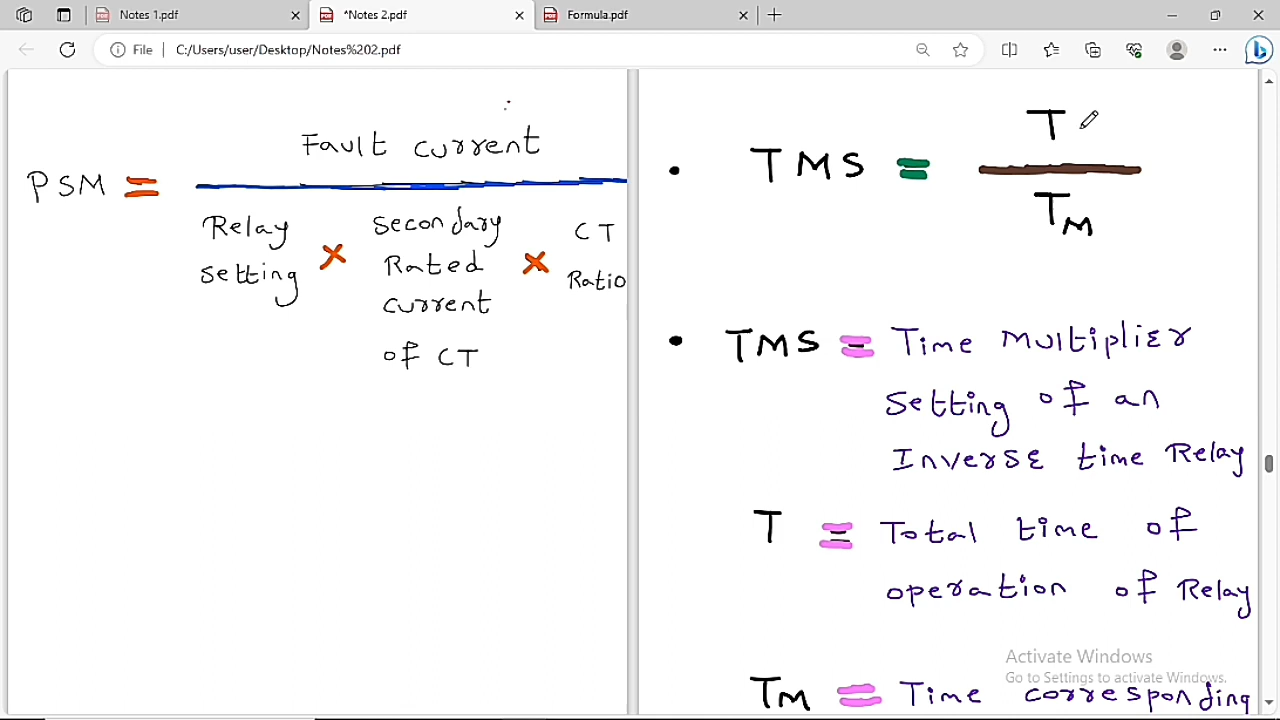 Notes 1.pdf
*Notes 2.pdf
Formula.pdf
File | C:/Users/user/Desktop/Notes%202.pdf
Fault current
PSM =
Relay Setting × Secondary Rated current of CT × CT Ratio
T
• TMS =
TM
• TMS = Time Multiplier
Setting of an
Inverse time Relay
T = Total time of
operation of Relay
Activate Windows
Go to Settings to activate Windows.
TM = Time corresponding